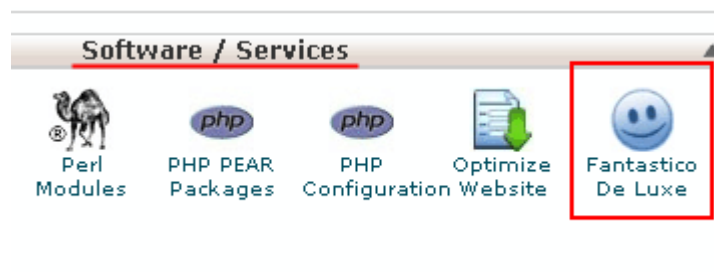 Software / Services
®
php
php
Perl Modules
PHP PEAR Packages
PHP Configuration
Optimize Website
Fantastico De Luxe